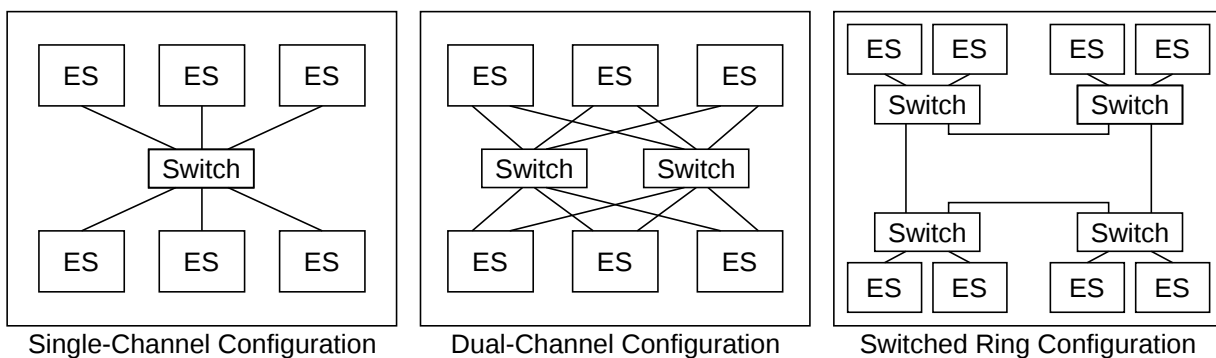 ES ES ES
Switch
ES ES ES
Single-Channel Configuration
ES ES ES
Switch Switch
ES ES ES
Dual-Channel Configuration
ES ES ES ES
Switch Switch
Switch Switch
ES ES ES ES
Switched Ring Configuration